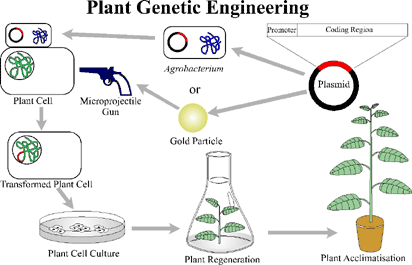 Plant Genetic Engineering
Promoter
Coding Region
Agrobacterium
Plasmid
Plant Cell
Microprojectile
Gun
or
Gold Particle
Transformed Plant Cell
Plant Cell Culture
Plant Regeneration
Plant Acclimatisation